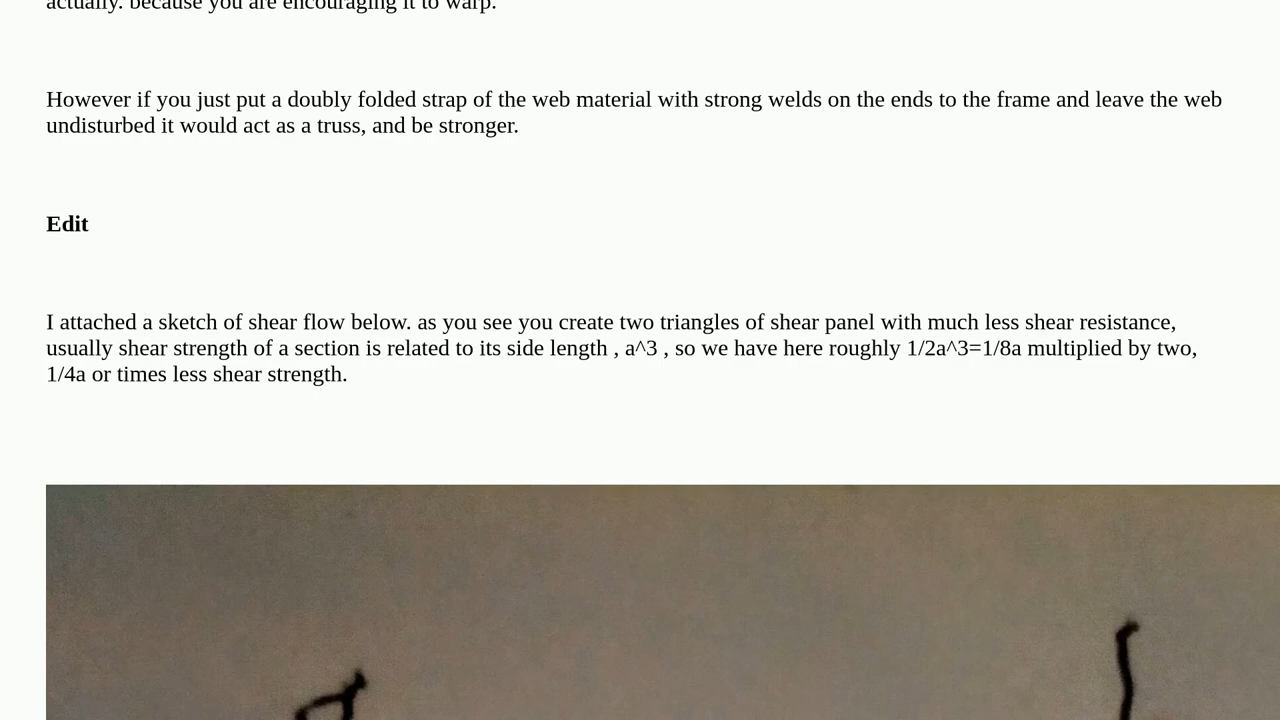 actually. because you are encouraging it to warp.
However if you just put a doubly folded strap of the web material with strong welds on the ends to the frame and leave the web
undisturbed it would act as a truss, and be stronger.
Edit
I attached a sketch of shear flow below. as you see you create two triangles of shear panel with much less shear resistance,
usually shear strength of a section is related to its side length , a^3 , so we have here roughly 1/2a^3=1/8a multiplied by two,
1/4a or times less shear strength.